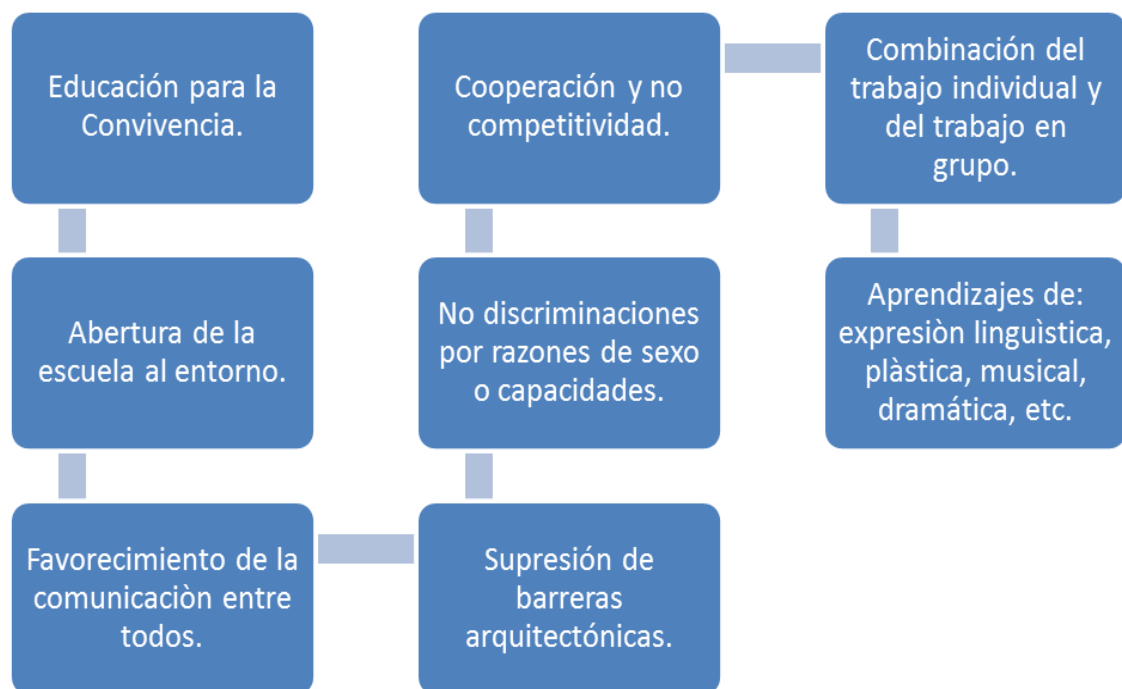 Educación para la
Convivencia.
Abertura de la
escuela al entorno.
Favorecimiento de la
comunicaciòn entre
todos.
Supresión de
barreras
arquitectónicas.
No discriminaciones
por razones de sexo
o capacidades.
Cooperación y no
competitividad.
Combinación del
trabajo individual y
del trabajo en
grupo.
Aprendizajes de:
expresiòn linguìstica,
plàstica, musical,
dramática, etc.